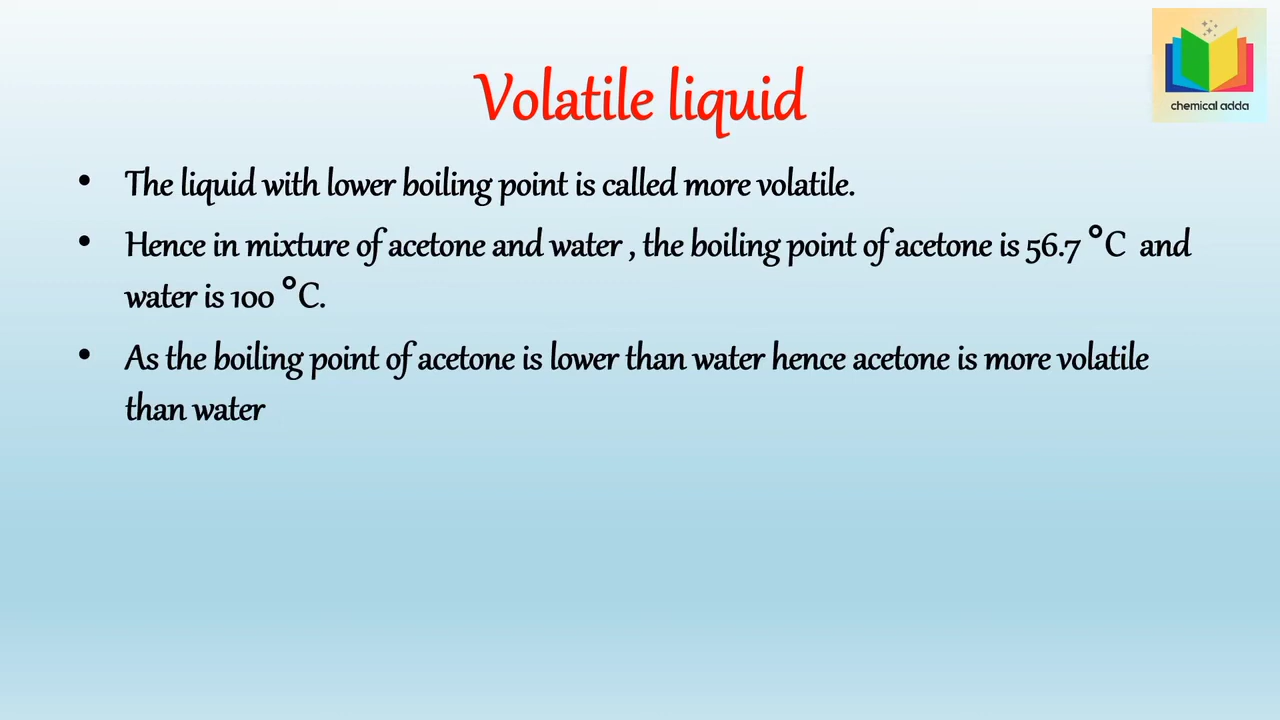 chemical adda
Volatile liquid
• The liquid with lower boiling point is called more volatile.
• Hence in mixture of acetone and water , the boiling point of acetone is 56.7 °C and
water is 100 °C.
• As the boiling point of acetone is lower than water hence acetone is more volatile
than water